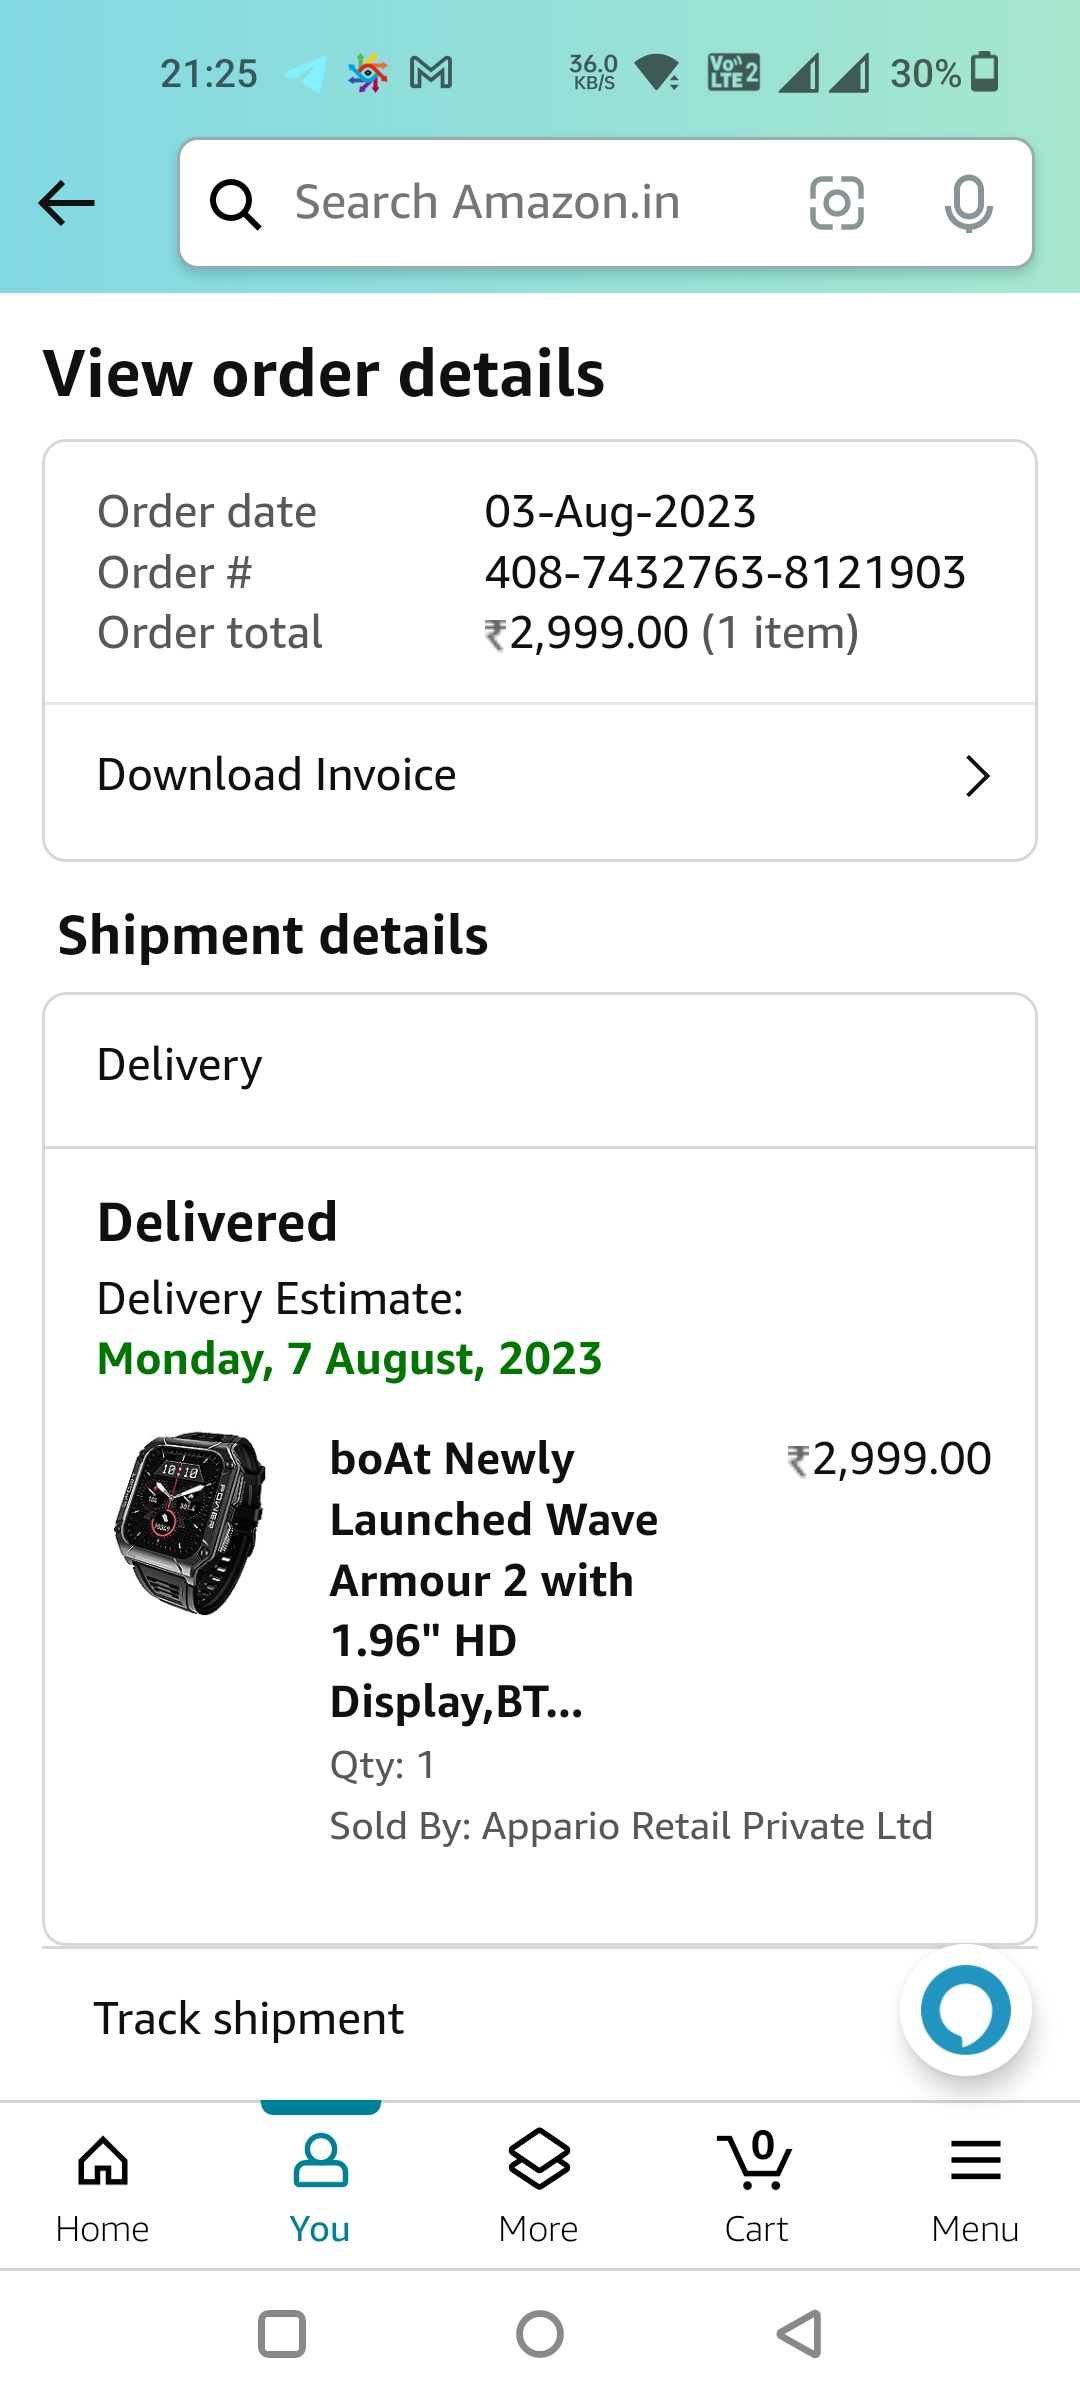 21:25 36.0 KB/S Vo)) LTE 2 30%
Search Amazon.in
View order details
Order date 03-Aug-2023
Order # 408-7432763-8121903
Order total ₹2,999.00 (1 item)
Download Invoice
Shipment details
Delivery
Delivered
Delivery Estimate:
Monday, 7 August, 2023
boAt Newly ₹2,999.00
Launched Wave
Armour 2 with
1.96" HD
Display,BT...
Qty: 1
Sold By: Appario Retail Private Ltd
10:10
POWER
Track shipment
0
Home You More Cart Menu